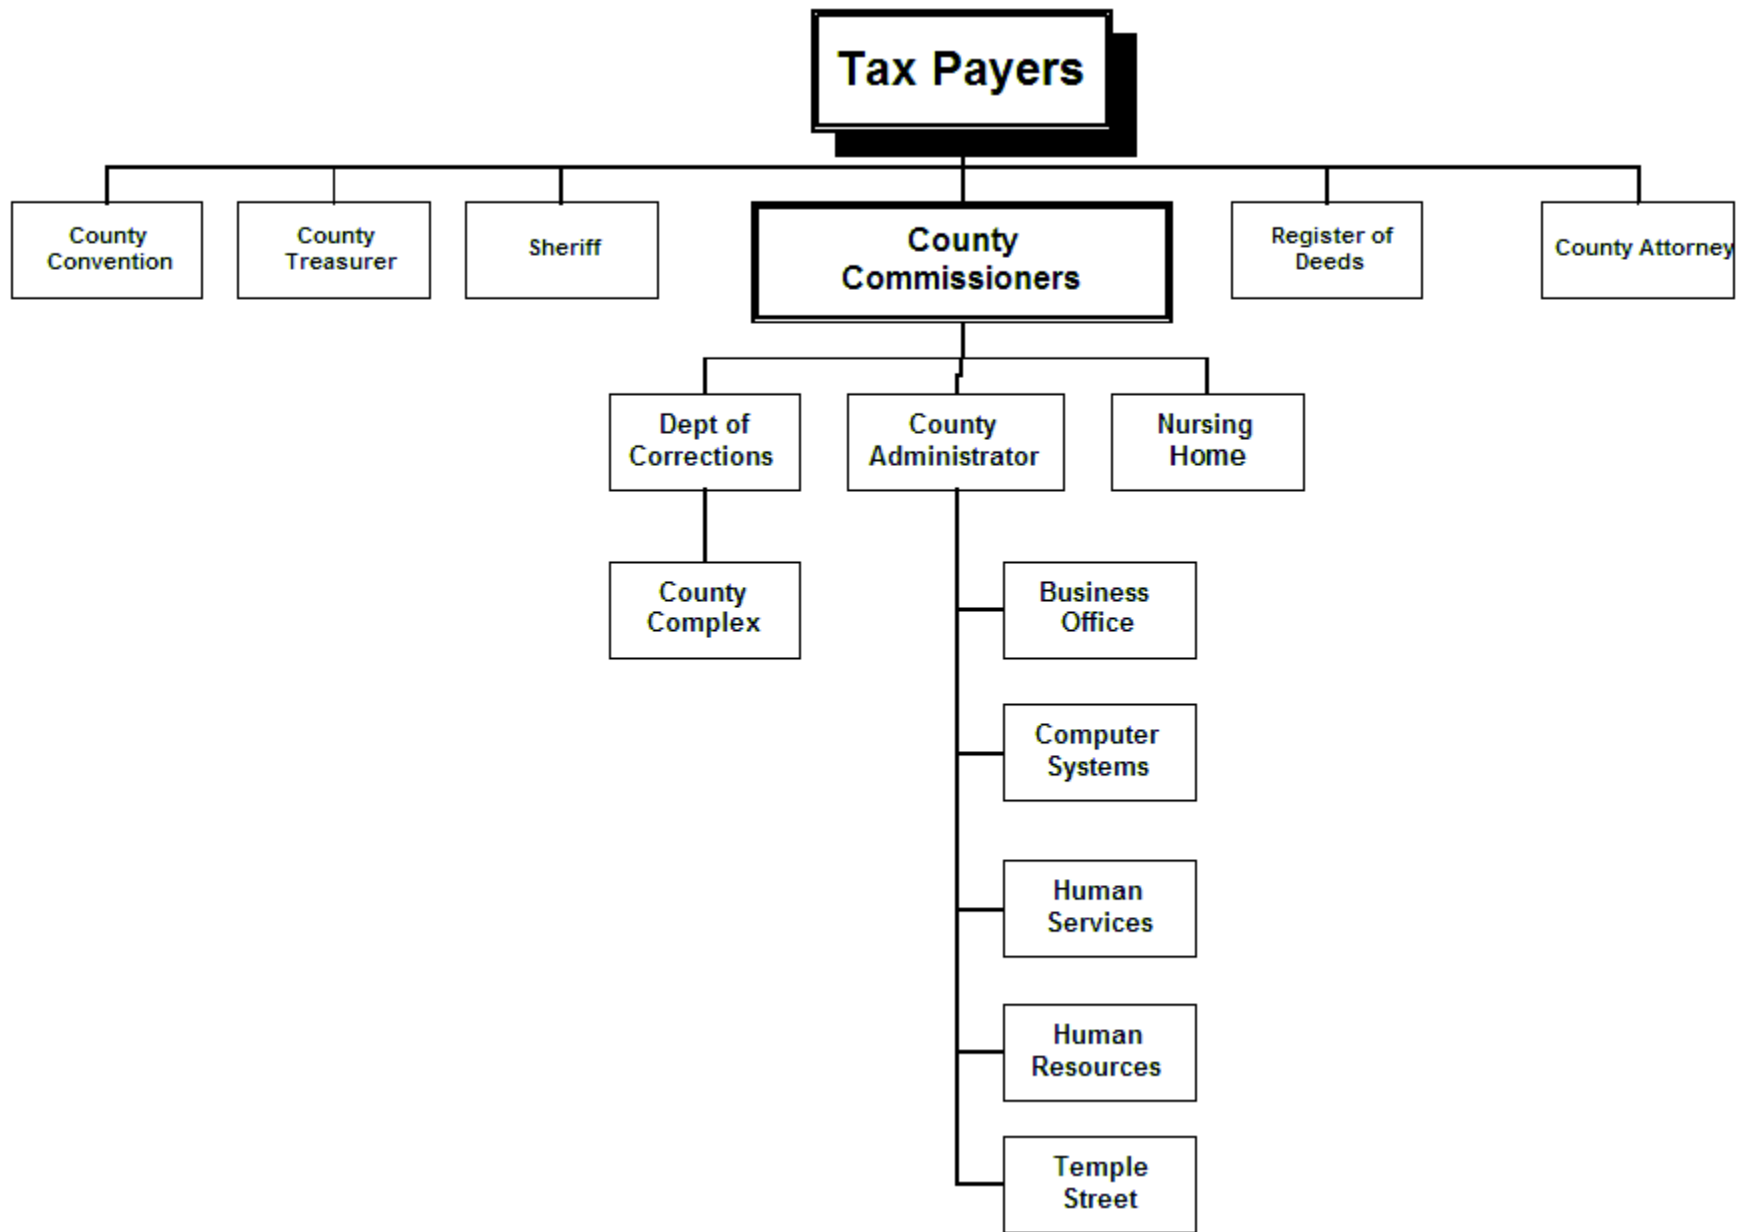 Tax Payers
County
Convention
County
Treasurer
Sheriff
County
Commissioners
Register of
Deeds
County Attorney
Dept of
Corrections
County
Administrator
Nursing
Home
County
Complex
Business
Office
Computer
Systems
Human
Services
Human
Resources
Temple
Street